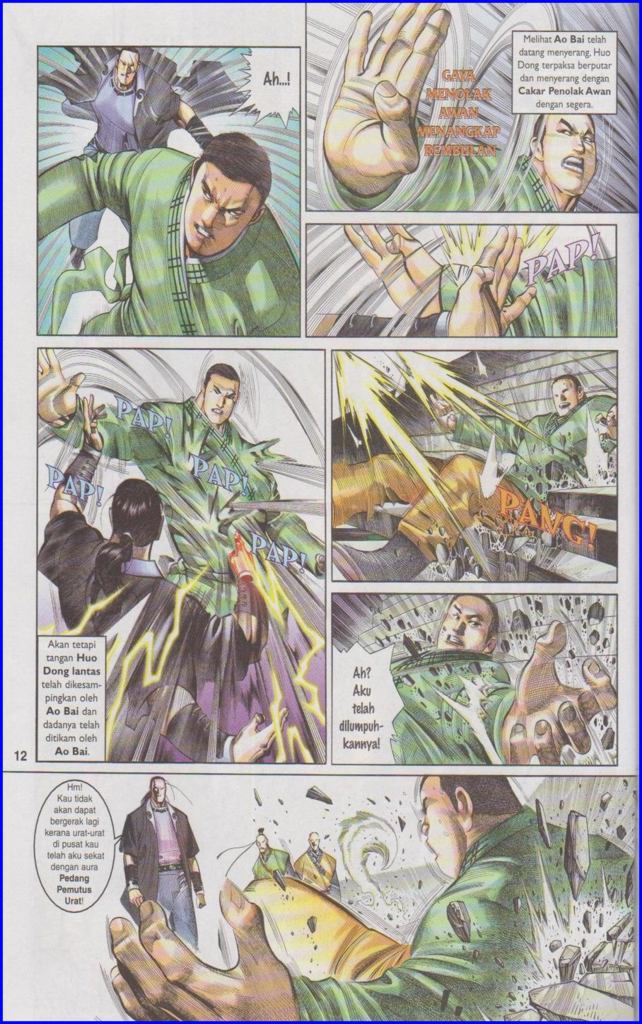 Ah...!
GAYA
MENOLAK
AWAN
MENANGKAP
REMBULAN
Melihat Ao Bai telah
datang menyerang, Huo
Dong terpaksa berputar
dan menyerang dengan
Cakar Penolak Awan
dengan segera.
PAP!
PAP!
PAP!
PAP!
PAP!
Akan tetapi
tangan Huo
Dong lantas
telah dikesam-
pingkan oleh
Ao Bai dan
dadanya telah
ditikam oleh
Ao Bai.
PANG!
Ah?
Aku
telah
dilumpuh-
kannya!
12
Hm!
Kau tidak
akan dapat
bergerak lagi
kerana urat-urat
di pusat kau
telah aku sekat
dengan aura
Pedang
Pemutus
Urat!